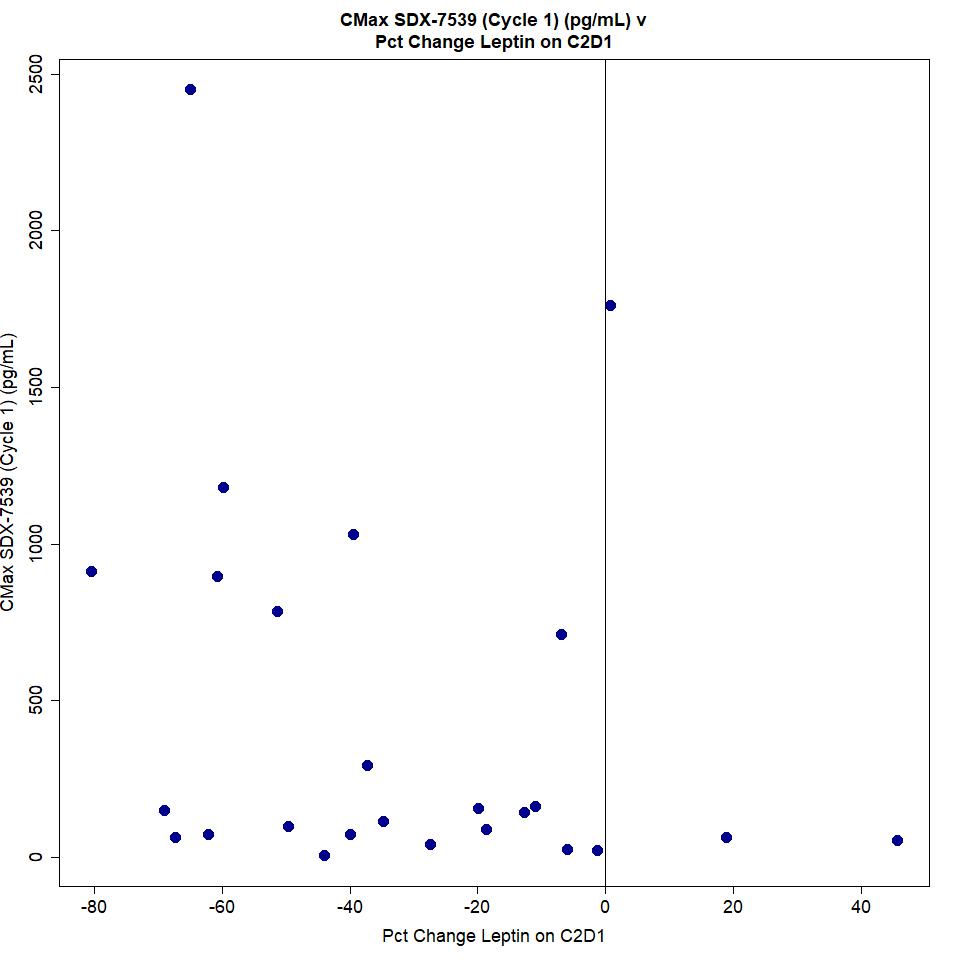 CMax SDX-7539 (Cycle 1) (pg/mL) v
Pct Change Leptin on C2D1
CMax SDX-7539 (Cycle 1) (pg/mL)
2500
2000
1500
1000
500
0
-80 -60 -40 -20 0 20 40
Pct Change Leptin on C2D1